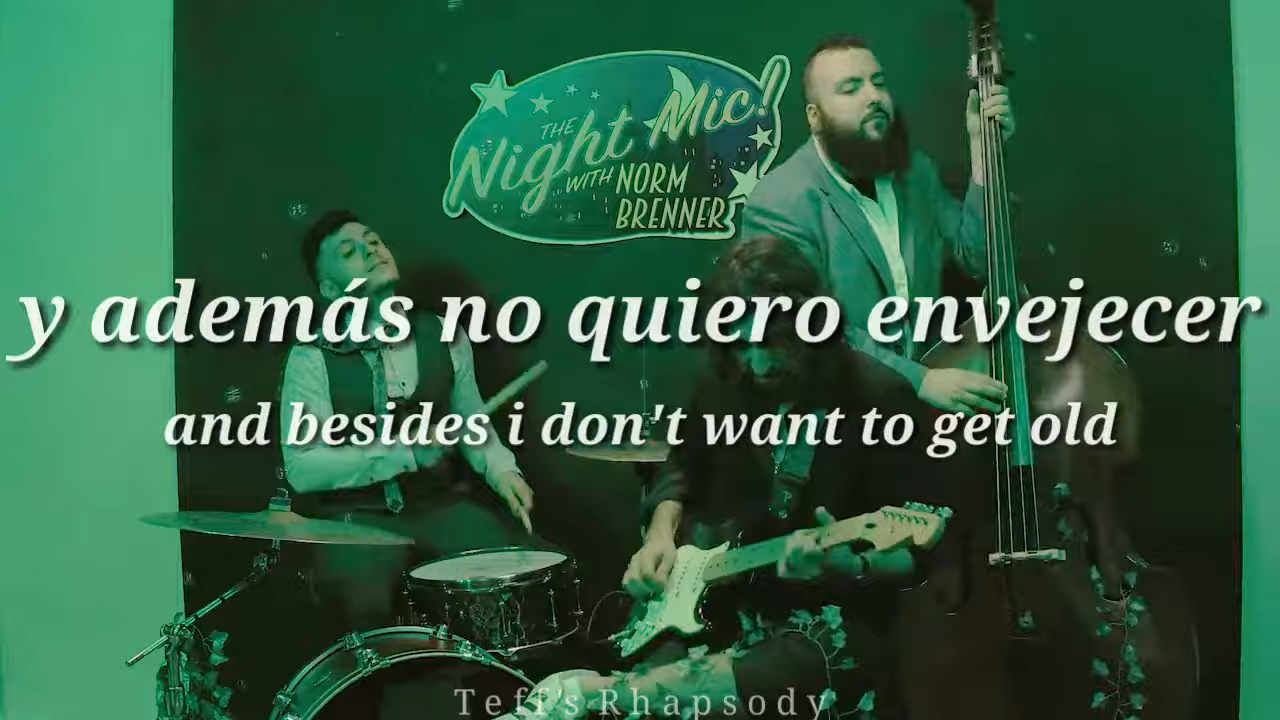 THE
Night Mic!
WITH NORM
BRENNER
y además no quiero envejecer
and besides i don't want to get old
Teff's Rhapsody